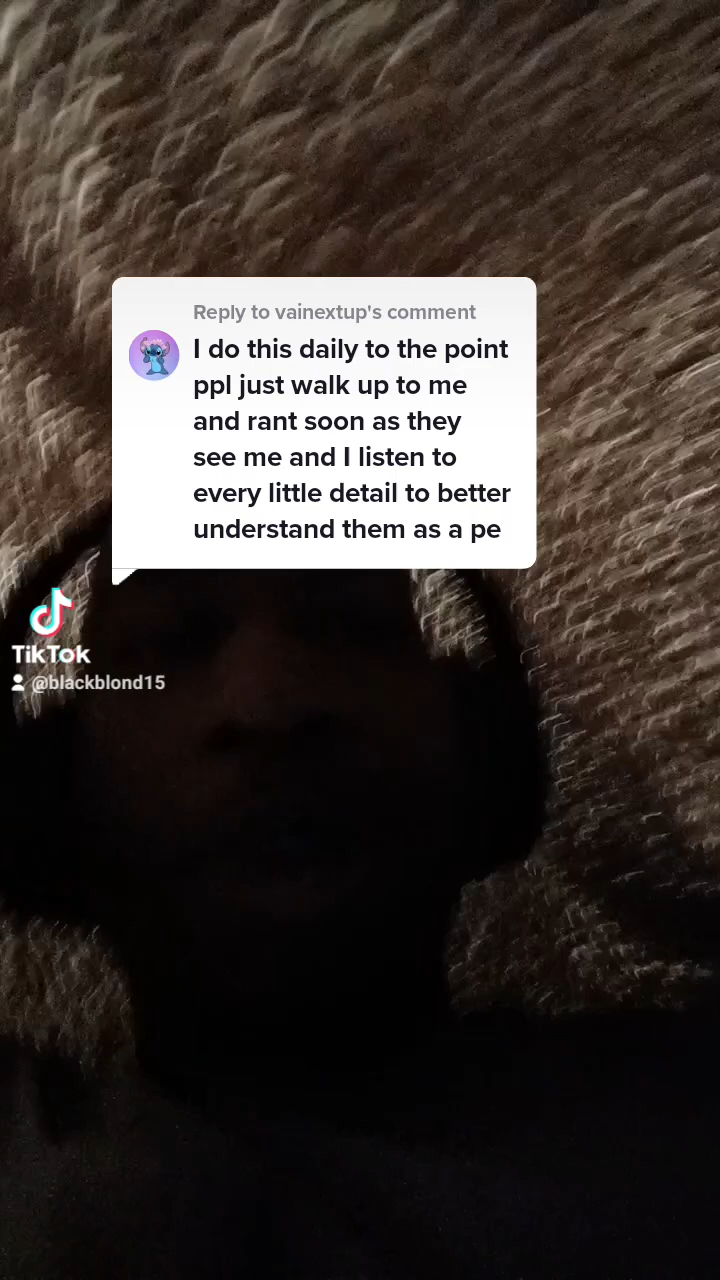 Reply to vainextup's comment
I do this daily to the point
ppl just walk up to me
and rant soon as they
see me and I listen to
every little detail to better
understand them as a pe
TikTok
@blackblond15